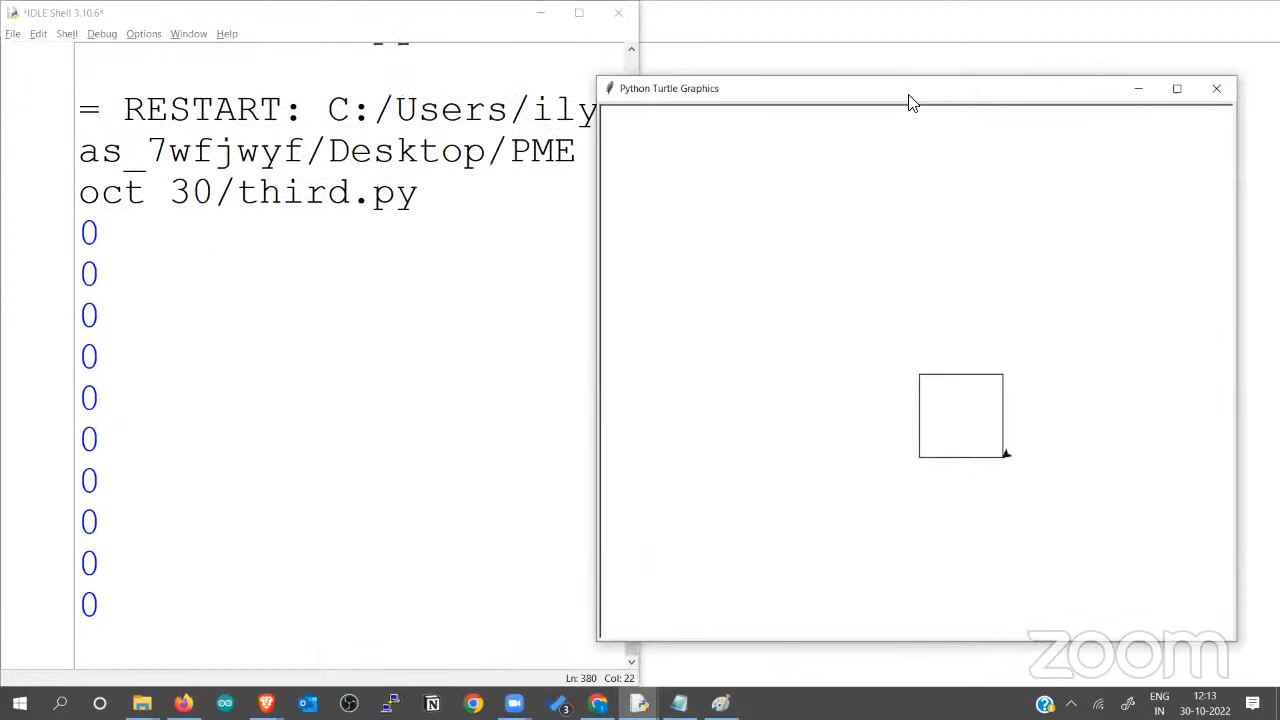 *IDLE Shell 3.10.6*
File Edit Shell Debug Options Window Help
= RESTART: C:/Users/ily
as_7wfjwyf/Desktop/PME
oct 30/third.py
0
0
0
0
0
0
0
0
0
0
Ln: 380 Col: 22
Python Turtle Graphics
zoom
3
ENG
IN
12:13
30-10-2022